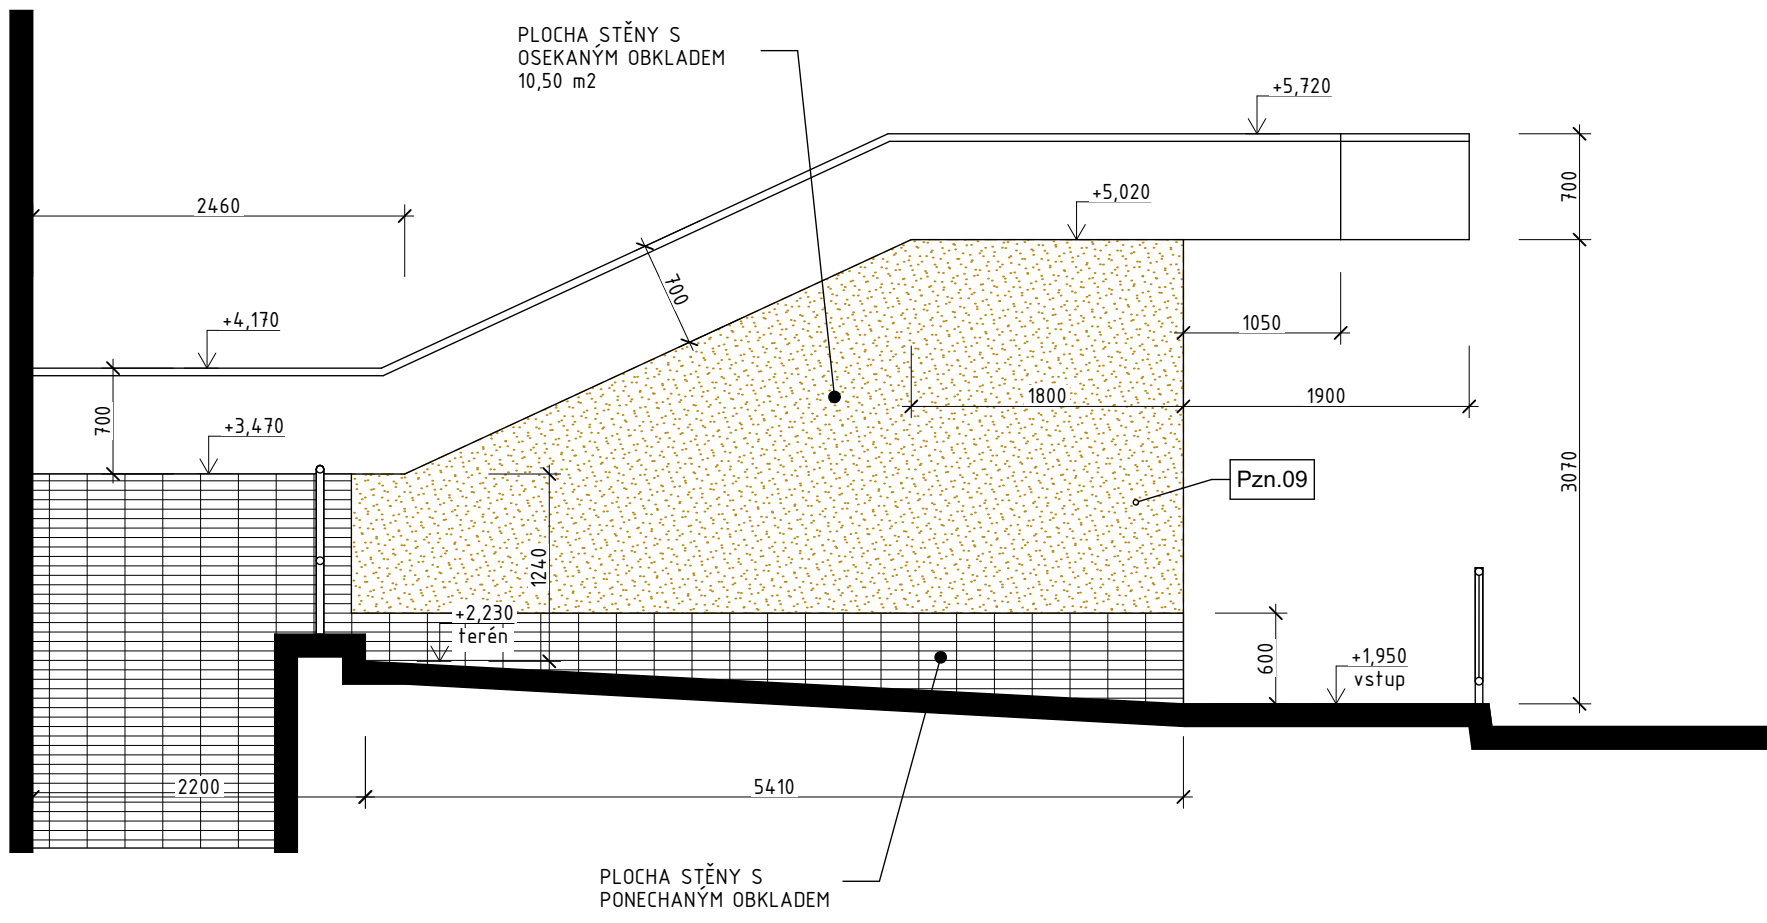 PLOCHA STĚNY S
OSEKANÝM OBKLADEM
10,50 m2
+5,720
700
+5,020
2460
700
+4,170
1050
700
+3,470
1800
1900
Pzn.09
3070
1240
+2,230
terén
600
+1,950
vstup
2200
5410
PLOCHA STĚNY S
PONECHANÝM OBKLADEM